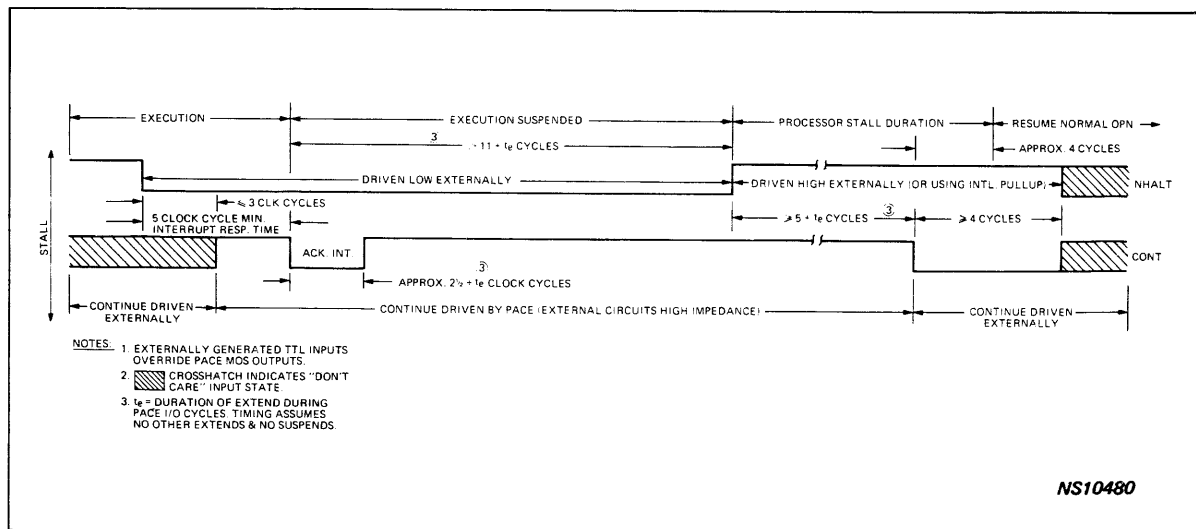 EXECUTION
EXECUTION SUSPENDED
PROCESSOR STALL DURATION
RESUME NORMAL OPN
3
11 + te CYCLES
APPROX. 4 CYCLES
DRIVEN LOW EXTERNALLY
DRIVEN HIGH EXTERNALLY (OR USING INTL. PULLUP)
NHALT
≤ 3 CLK CYCLES
5 CLOCK CYCLE MIN.
INTERRUPT RESP. TIME
≥ 5 + te CYCLES 3
≥ 4 CYCLES
STALL
ACK. INT.
CONT
3
APPROX. 2½ + te CLOCK CYCLES
CONTINUE DRIVEN
EXTERNALLY
CONTINUE DRIVEN BY PACE (EXTERNAL CIRCUITS HIGH IMPEDANCE)
CONTINUE DRIVEN
EXTERNALLY
NOTES: 1. EXTERNALLY GENERATED TTL INPUTS
OVERRIDE PACE MOS OUTPUTS.
2. CROSSHATCH INDICATES "DON'T
CARE" INPUT STATE.
3. te = DURATION OF EXTEND DURING
PACE I/O CYCLES. TIMING ASSUMES
NO OTHER EXTENDS & NO SUSPENDS.
NS10480